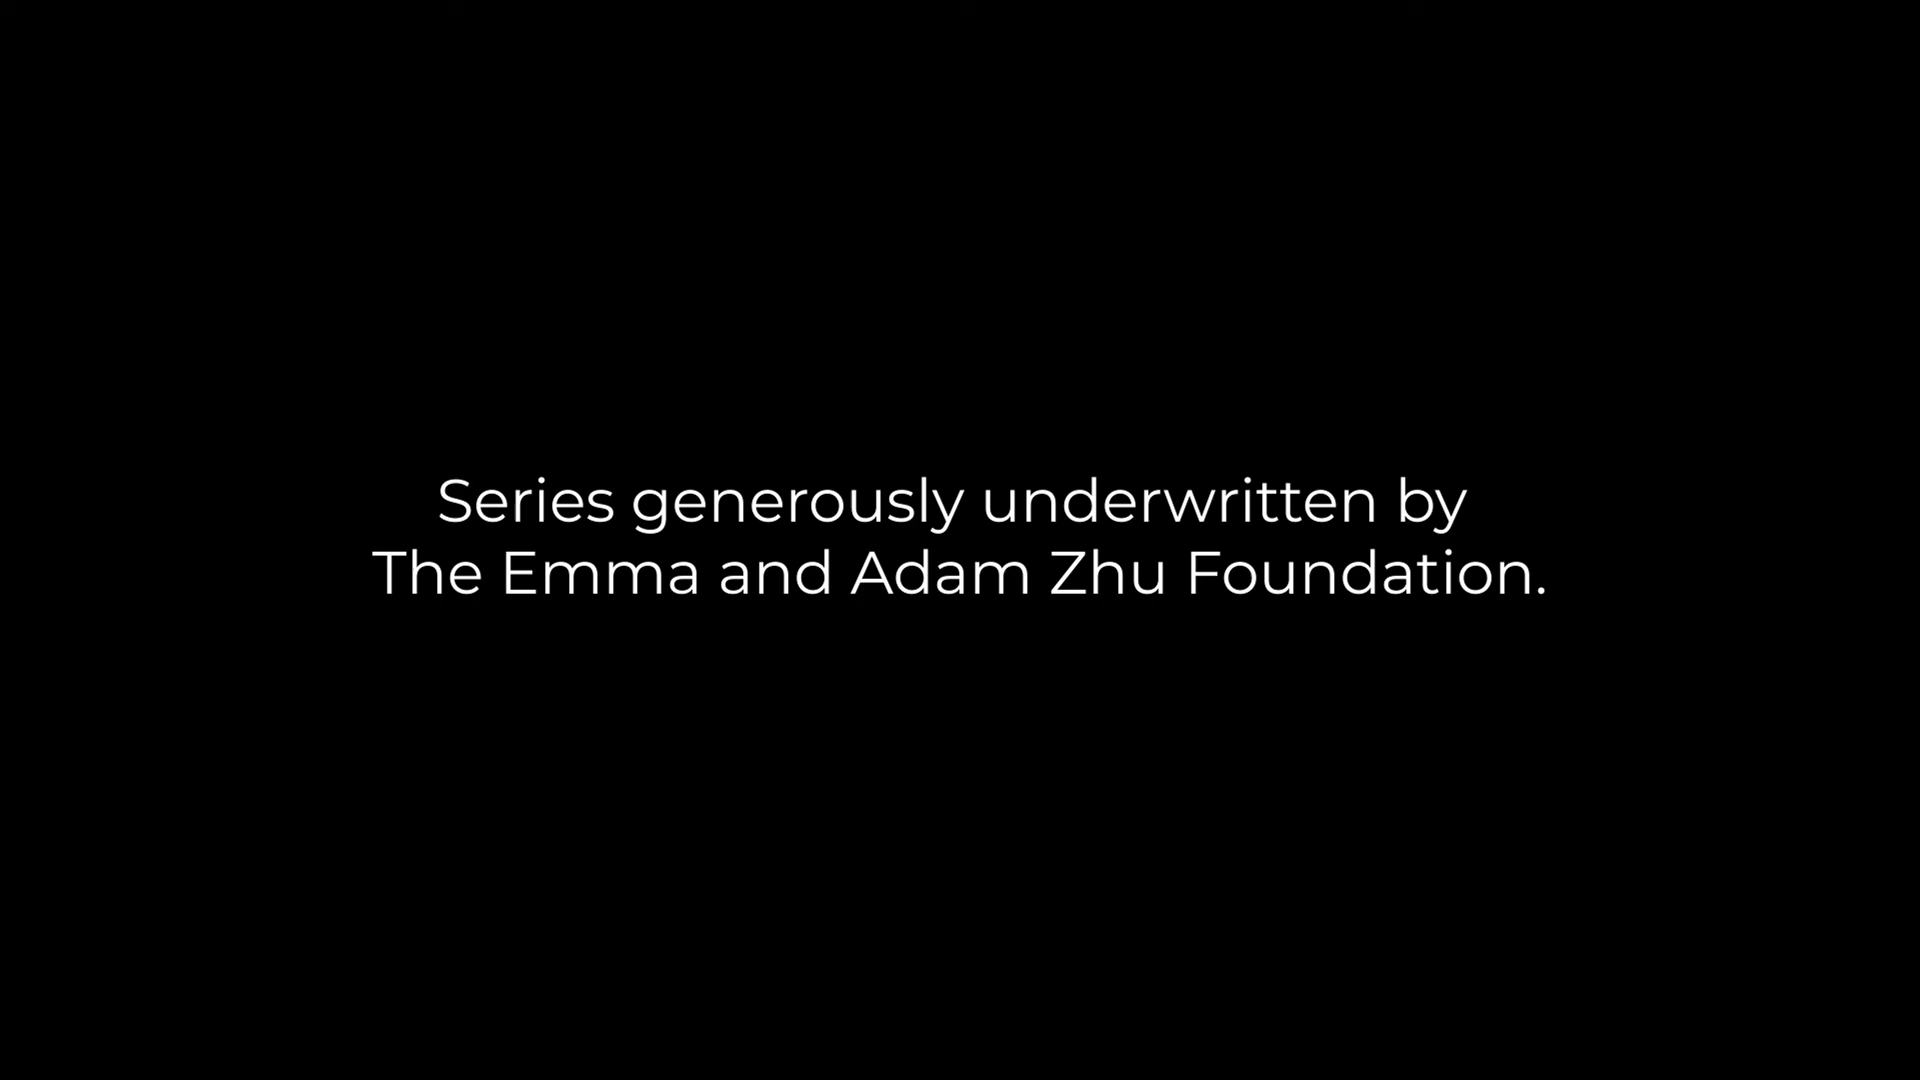 Series generously underwritten by
The Emma and Adam Zhu Foundation.